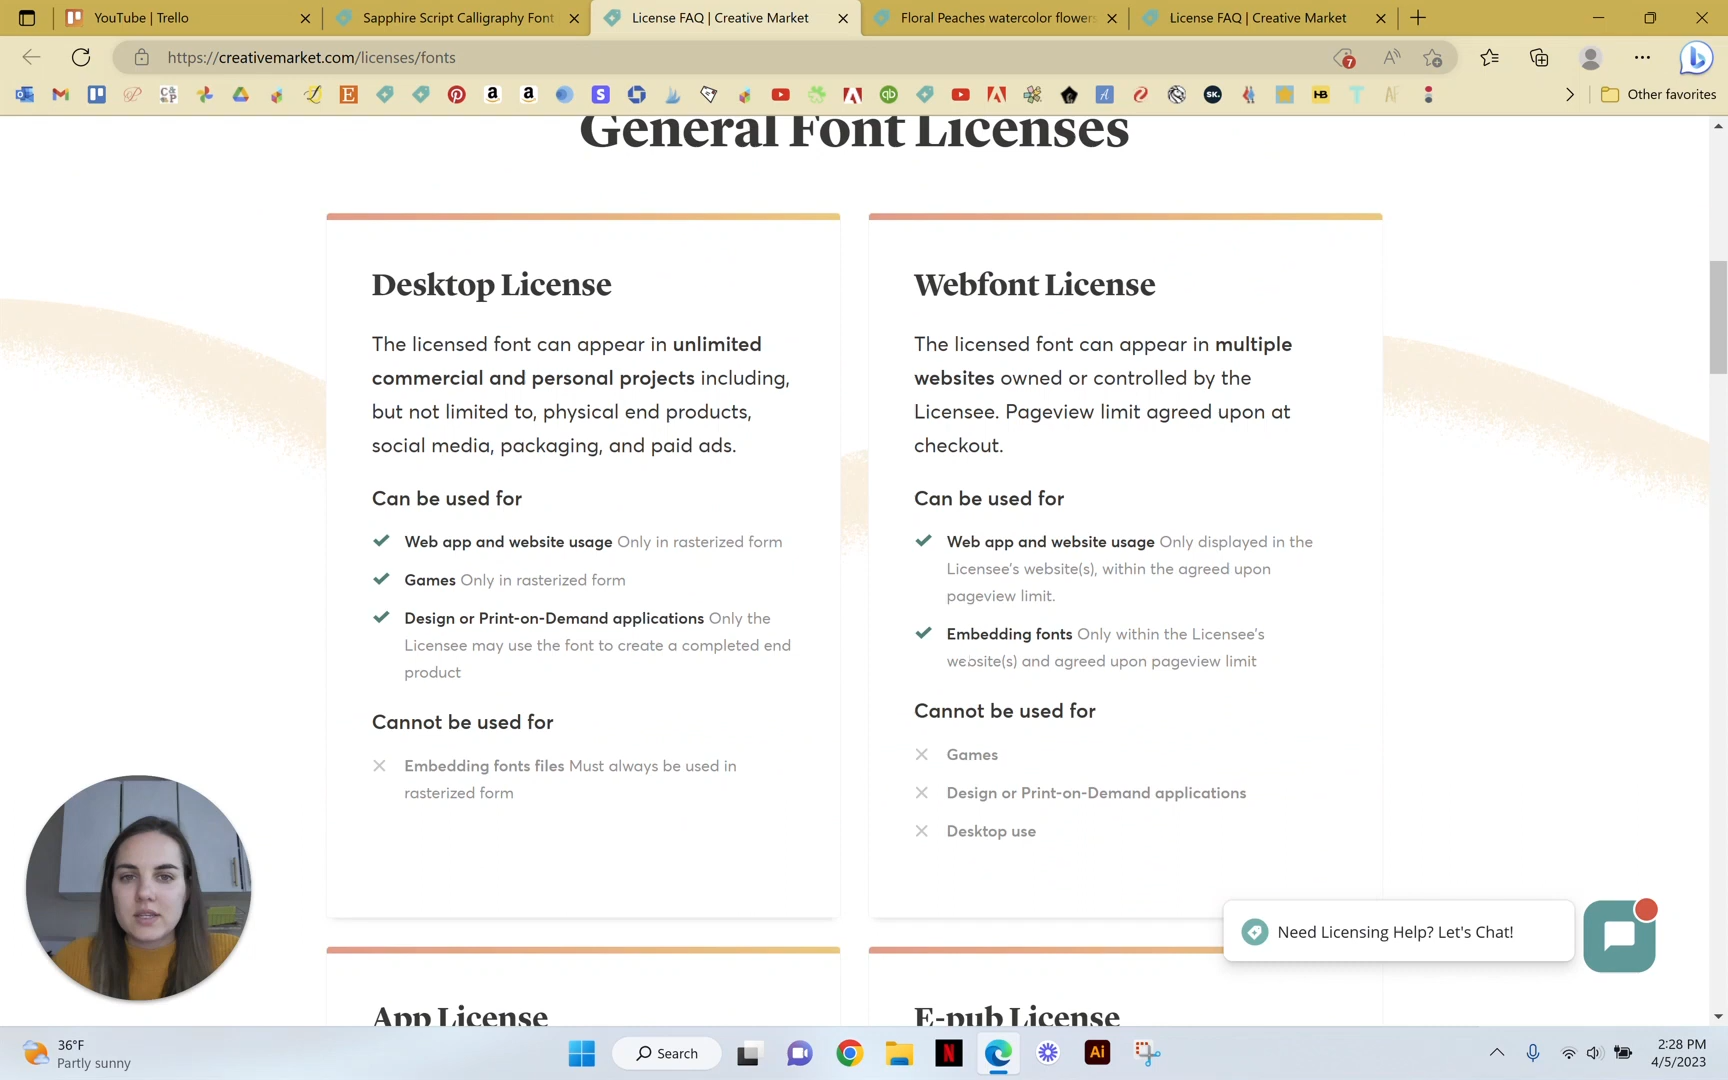 YouTube | Trello
Sapphire Script Calligraphy Font
License FAQ | Creative Market
Floral Peaches watercolor flowers
License FAQ | Creative Market
https://creativemarket.com/licenses/fonts
7
Other favorites
General Font Licenses
Desktop License
The licensed font can appear in unlimited
commercial and personal projects including,
but not limited to, physical end products,
social media, packaging, and paid ads.
Can be used for
Web app and website usage Only in rasterized form
Games Only in rasterized form
Design or Print-on-Demand applications Only the
Licensee may use the font to create a completed end
product
Cannot be used for
Embedding fonts files Must always be used in
rasterized form
Webfont License
The licensed font can appear in multiple
websites owned or controlled by the
Licensee. Pageview limit agreed upon at
checkout.
Can be used for
Web app and website usage Only displayed in the
Licensee's website(s), within the agreed upon
pageview limit.
Embedding fonts Only within the Licensee's
website(s) and agreed upon pageview limit
Cannot be used for
Games
Design or Print-on-Demand applications
Desktop use
Need Licensing Help? Let's Chat!
App License
E-pub License
36°F
Partly sunny
Search
Ai
2:28 PM
4/5/2023